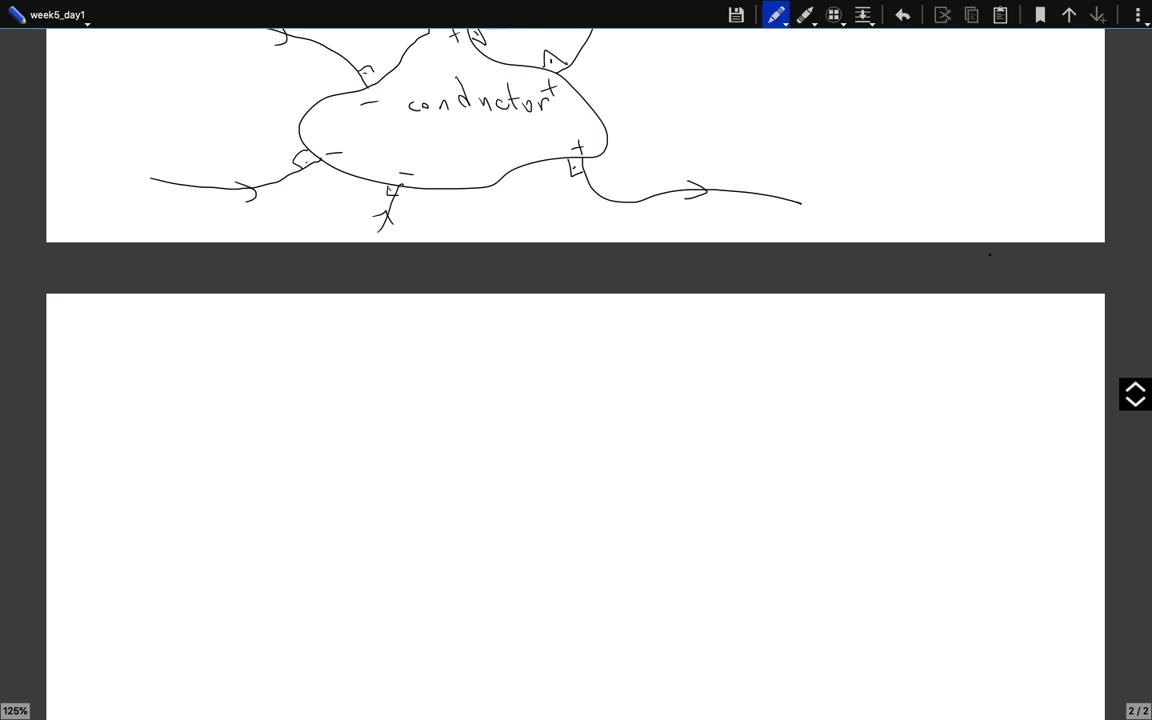 week5_day1
+
conductor +
−
−
−
+
125%
2 / 2